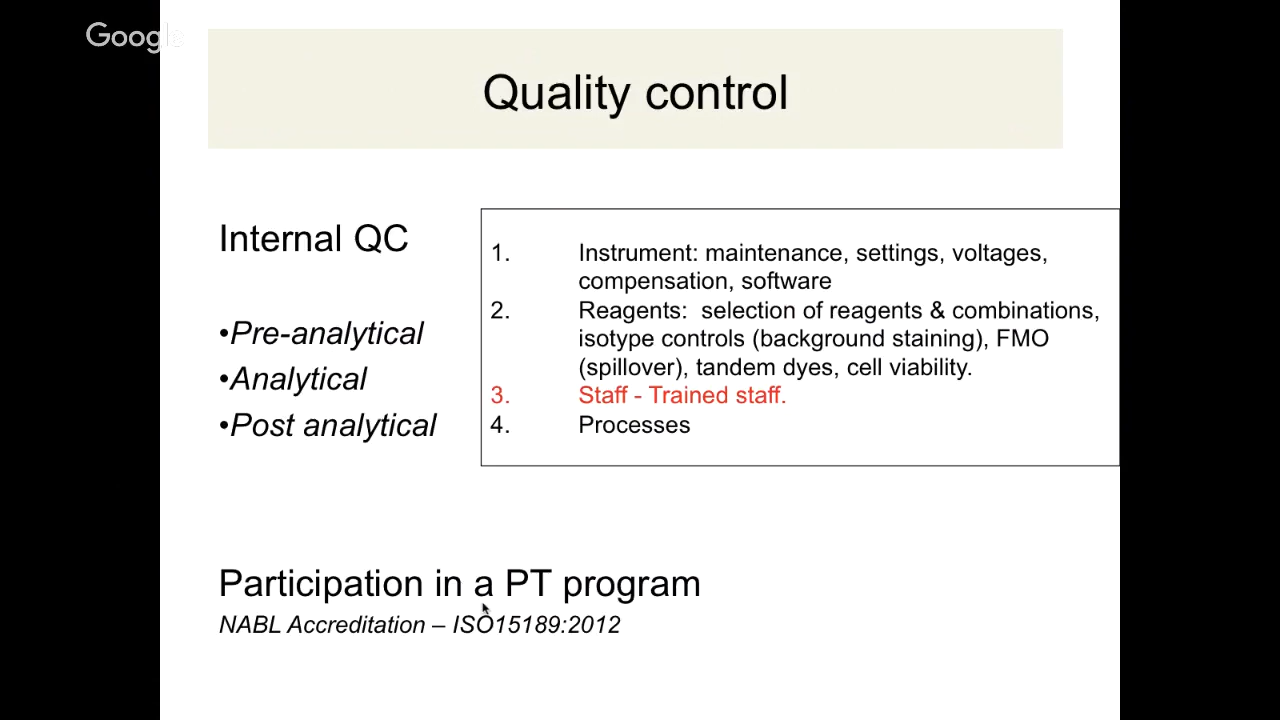 Google
Quality control
Internal QC
•Pre-analytical
•Analytical
•Post analytical
1. Instrument: maintenance, settings, voltages,
compensation, software
2. Reagents:  selection of reagents & combinations,
isotype controls (background staining), FMO
(spillover), tandem dyes, cell viability.
3. Staff - Trained staff.
4. Processes
Participation in a PT program
NABL Accreditation – ISO15189:2012